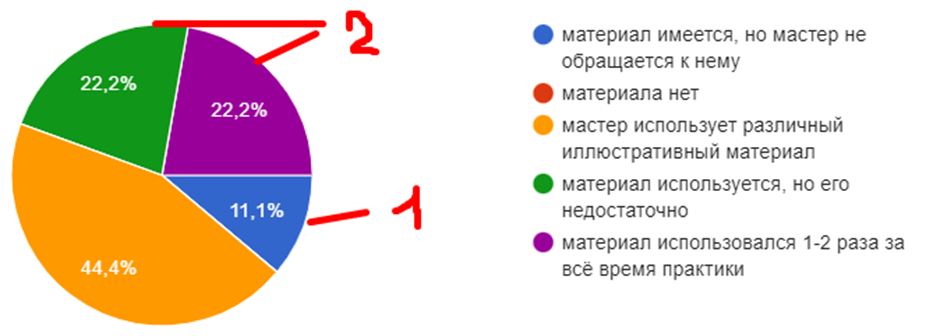 2
22,2%
22,2%
11,1%
1
44,4%
материал имеется, но мастер не
обращается к нему
материала нет
мастер использует различный
иллюстративный материал
материал используется, но его
недостаточно
материал использовался 1-2 раза за
всё время практики